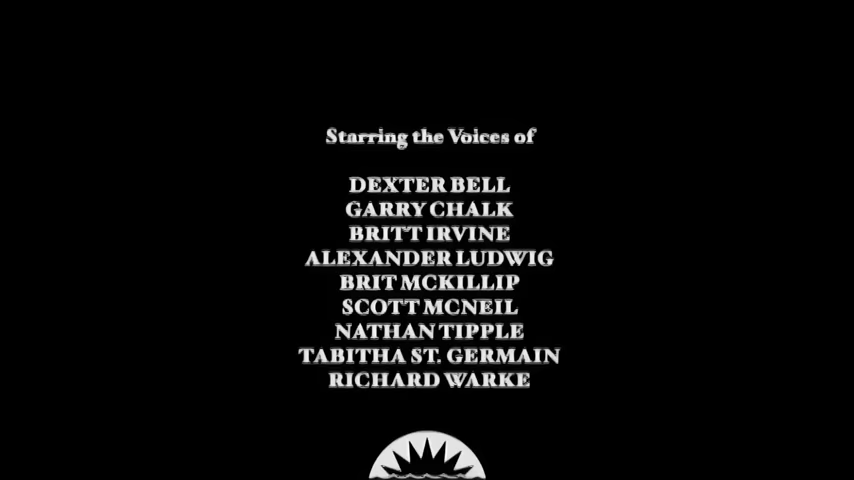 Starring the Voices of
DEXTER BELL
GARRY CHALK
BRITT IRVINE
ALEXANDER LUDWIG
BRIT MCKILLIP
SCOTT MCNEIL
NATHAN TIPPLE
TABITHA ST. GERMAIN
RICHARD WARKE